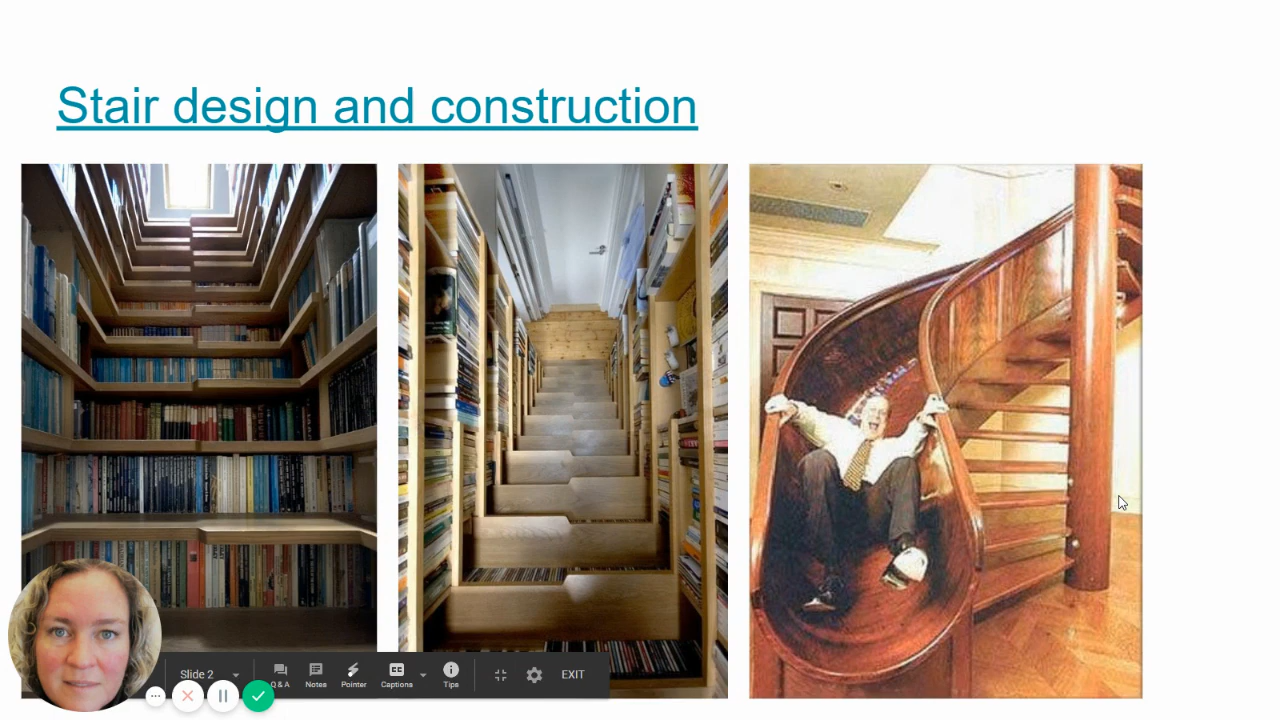 Stair design and construction
Slide 2
Q & A
Notes
Pointer
Captions
Tips
EXIT